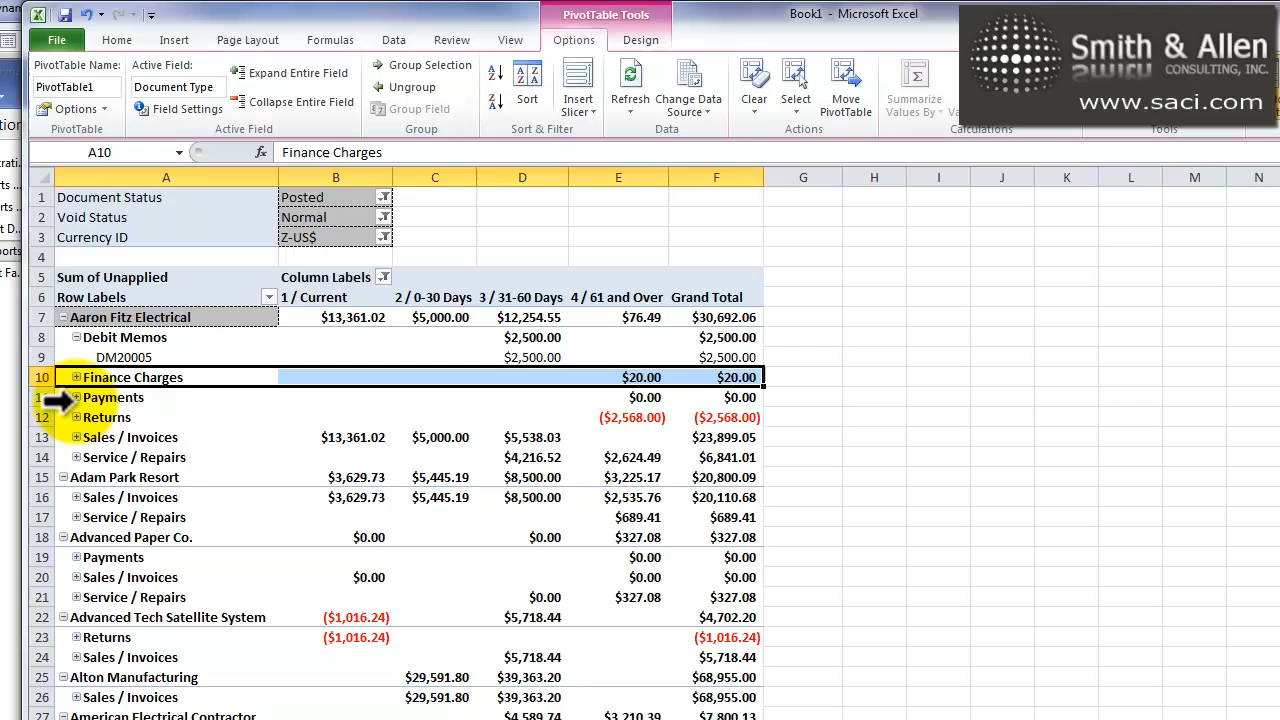 Book1 - Microsoft Excel
PivotTable Tools
Smith & Allen
CONSULTING, INC.
www.saci.com
File Home Insert Page Layout Formulas Data Review View Options Design
PivotTable Name: Active Field:
PivotTable1 Document Type
Options Field Settings
Expand Entire Field
Collapse Entire Field
Group Selection
Ungroup
Group Field
Sort Insert Slicer Refresh Change Data Source Clear Select Move PivotTable Summarize Values By
PivotTable Active Field Group Sort & Filter Data Actions Calculations Tools
A10 fx Finance Charges
A B C D E F G H I J K L M N
1 Document Status Posted
2 Void Status Normal
3 Currency ID Z-US$
4
5 Sum of Unapplied Column Labels
6 Row Labels 1 / Current 2 / 0-30 Days 3 / 31-60 Days 4 / 61 and Over Grand Total
7 Aaron Fitz Electrical $13,361.02 $5,000.00 $12,254.55 $76.49 $30,692.06
8 Debit Memos $2,500.00 $2,500.00
9 DM20005 $2,500.00 $2,500.00
10 Finance Charges $20.00 $20.00
11 Payments $0.00 $0.00
12 Returns ($2,568.00) ($2,568.00)
13 Sales / Invoices $13,361.02 $5,000.00 $5,538.03 $23,899.05
14 Service / Repairs $4,216.52 $2,624.49 $6,841.01
15 Adam Park Resort $3,629.73 $5,445.19 $8,500.00 $3,225.17 $20,800.09
16 Sales / Invoices $3,629.73 $5,445.19 $8,500.00 $2,535.76 $20,110.68
17 Service / Repairs $689.41 $689.41
18 Advanced Paper Co. $0.00 $0.00 $327.08 $327.08
19 Payments $0.00 $0.00
20 Sales / Invoices $0.00 $0.00 $0.00
21 Service / Repairs $0.00 $327.08 $327.08
22 Advanced Tech Satellite System ($1,016.24) $5,718.44 $4,702.20
23 Returns ($1,016.24) ($1,016.24)
24 Sales / Invoices $5,718.44 $5,718.44
25 Alton Manufacturing $29,591.80 $39,363.20 $68,955.00
26 Sales / Invoices $29,591.80 $39,363.20 $68,955.00
27 American Electrical Contractor $4,589.74 $3,210.39 $7,800.13